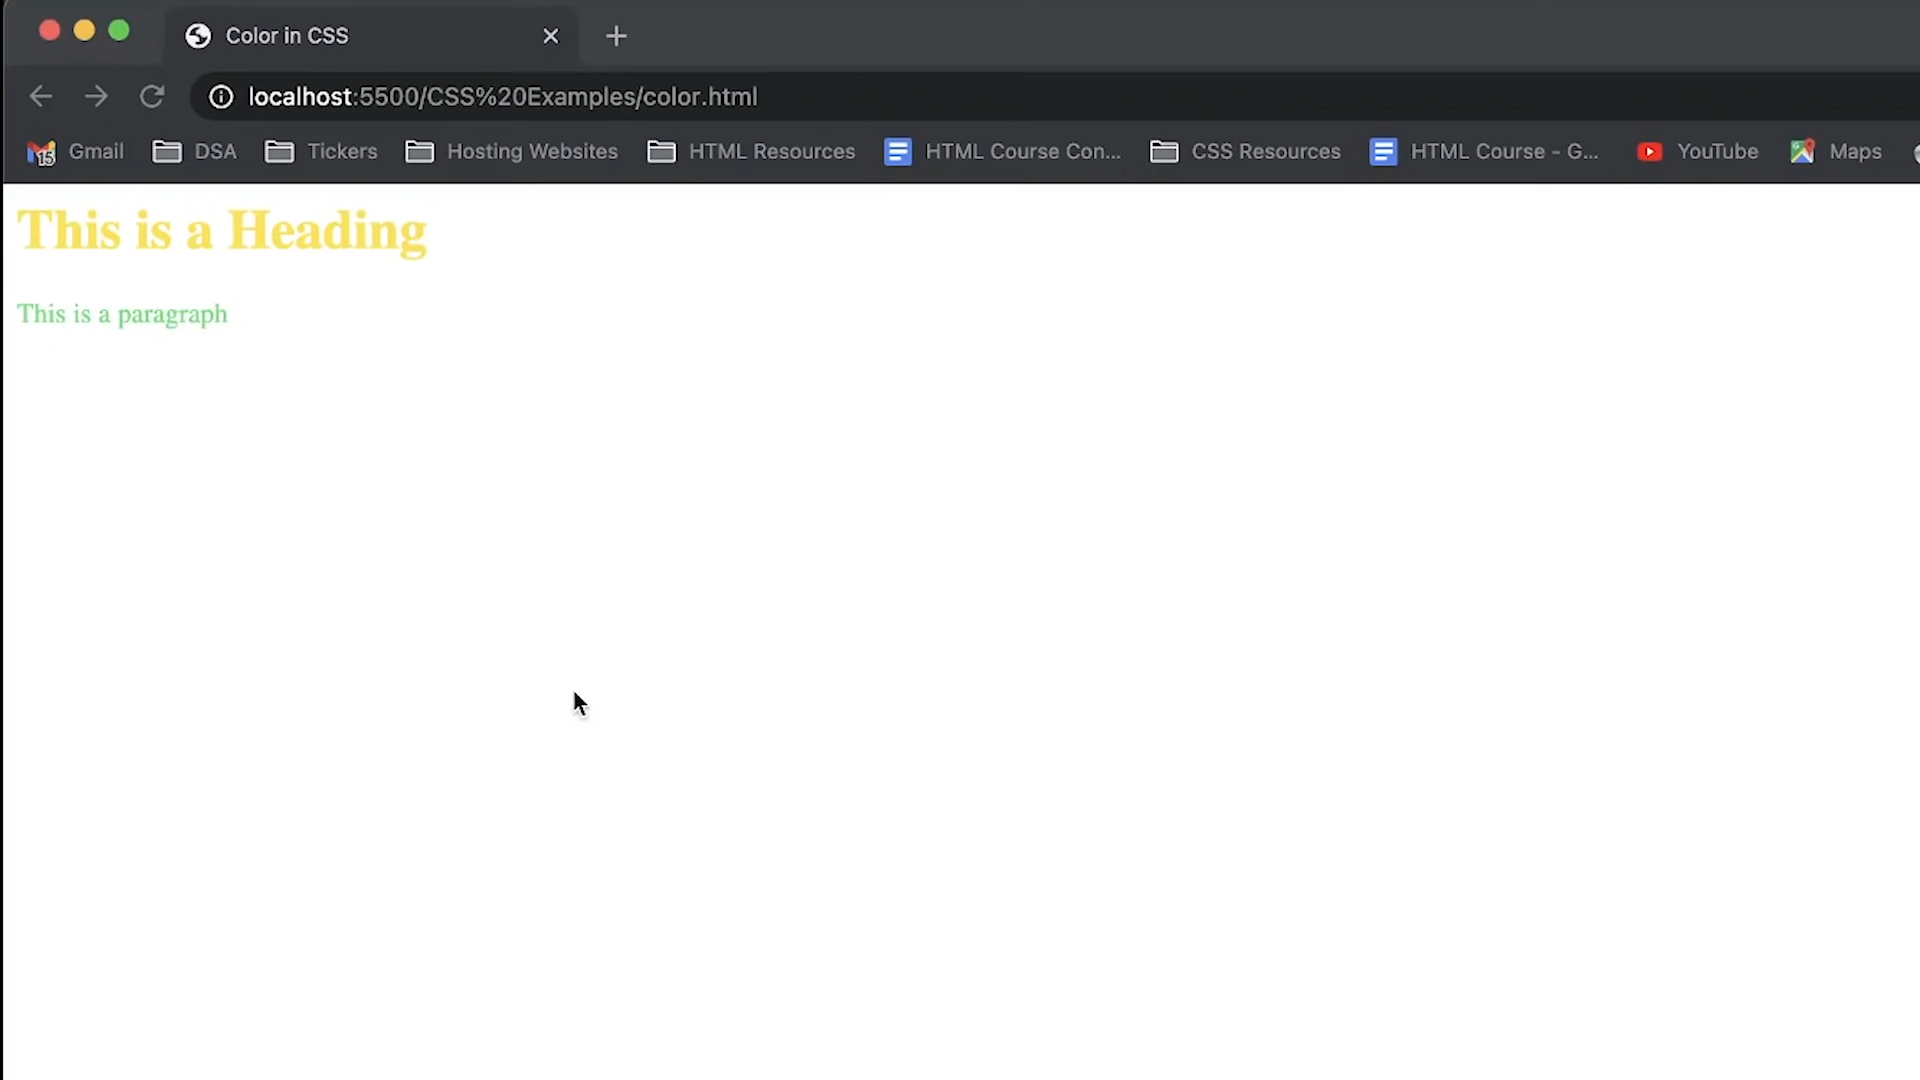 Color in CSS
localhost:5500/CSS%20Examples/color.html
15 Gmail DSA Tickers Hosting Websites HTML Resources HTML Course Con... CSS Resources HTML Course - G... YouTube Maps
This is a Heading
This is a paragraph